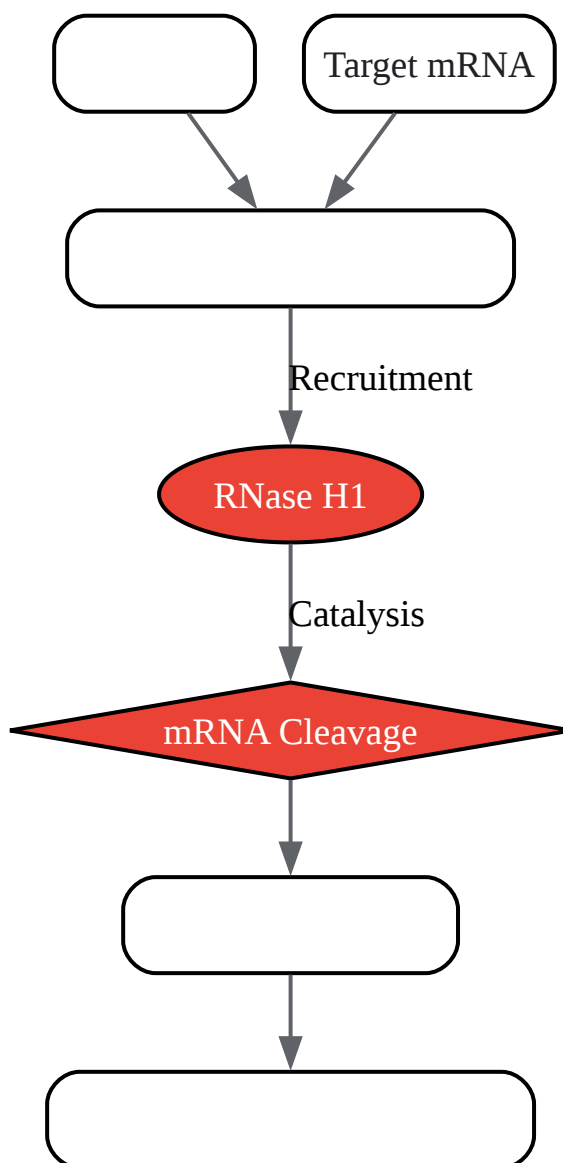 Target mRNA
Recruitment
RNase H1
Catalysis
mRNA Cleavage